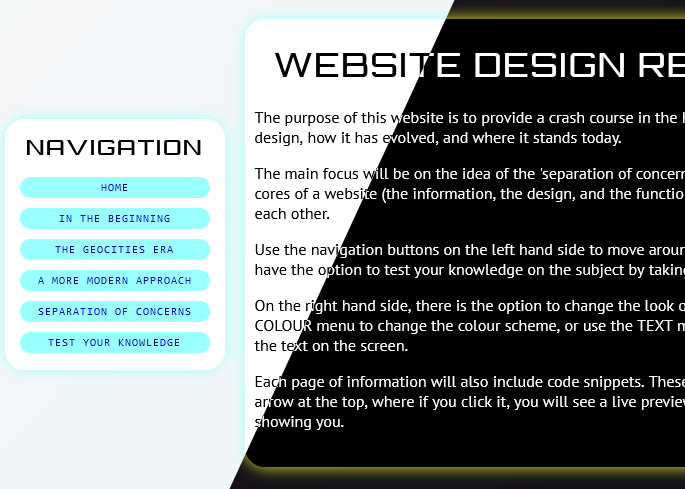 WEBSITE DESIGN RE
The purpose of this website is to provide a crash course in the
design, how it has evolved, and where it stands today.
The main focus will be on the idea of the 'separation of concern
cores of a website (the information, the design, and the functio
each other.
Use the navigation buttons on the left hand side to move arou
have the option to test your knowledge on the subject by taking
On the right hand side, there is the option to change the look o
COLOUR menu to change the colour scheme, or use the TEXT m
the text on the screen.
Each page of information will also include code snippets. These
arrow at the top, where if you click it, you will see a live preview
showing you.
NAVIGATION
HOME
IN THE BEGINNING
THE GEOCITIES ERA
A MORE MODERN APPROACH
SEPARATION OF CONCERNS
TEST YOUR KNOWLEDGE